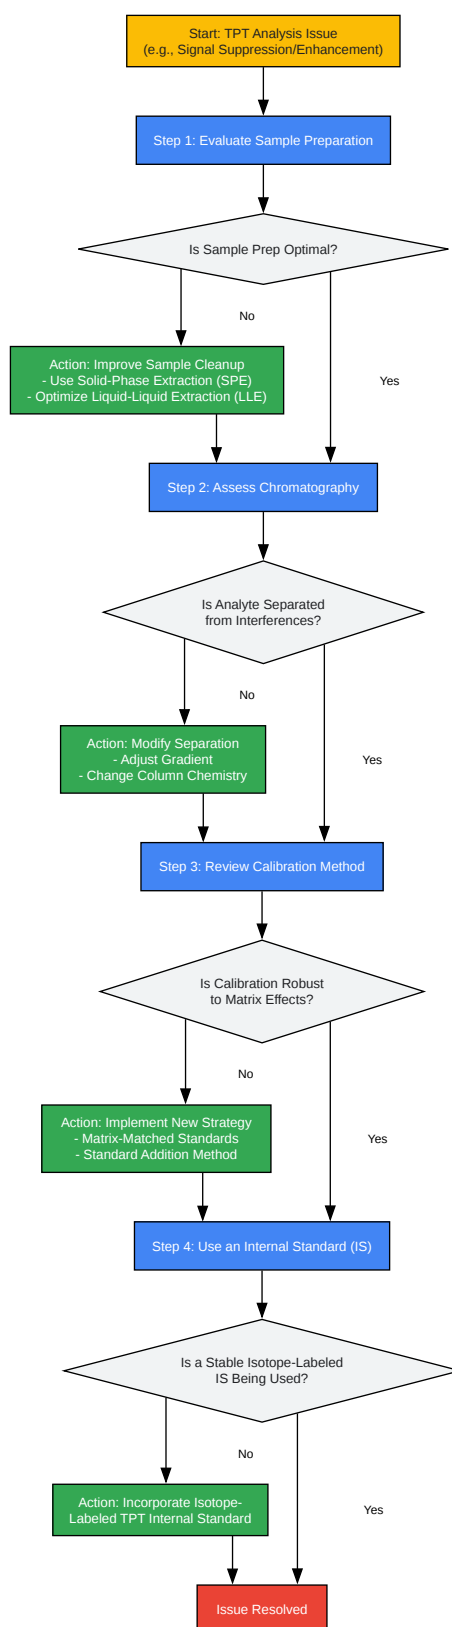 Start: TPT Analysis Issue
(e.g., Signal Suppression/Enhancement)
Step 1: Evaluate Sample Preparation
Is Sample Prep Optimal?
No
Action: Improve Sample Cleanup
- Use Solid-Phase Extraction (SPE)
- Optimize Liquid-Liquid Extraction (LLE)
Yes
Step 2: Assess Chromatography
Is Analyte Separated
from Interferences?
No
Action: Modify Separation
- Adjust Gradient
- Change Column Chemistry
Yes
Step 3: Review Calibration Method
Is Calibration Robust
to Matrix Effects?
No
Action: Implement New Strategy
- Matrix-Matched Standards
- Standard Addition Method
Yes
Step 4: Use an Internal Standard (IS)
Is a Stable Isotope-Labeled
IS Being Used?
No
Action: Incorporate Isotope-
Labeled TPT Internal Standard
Yes
Issue Resolved